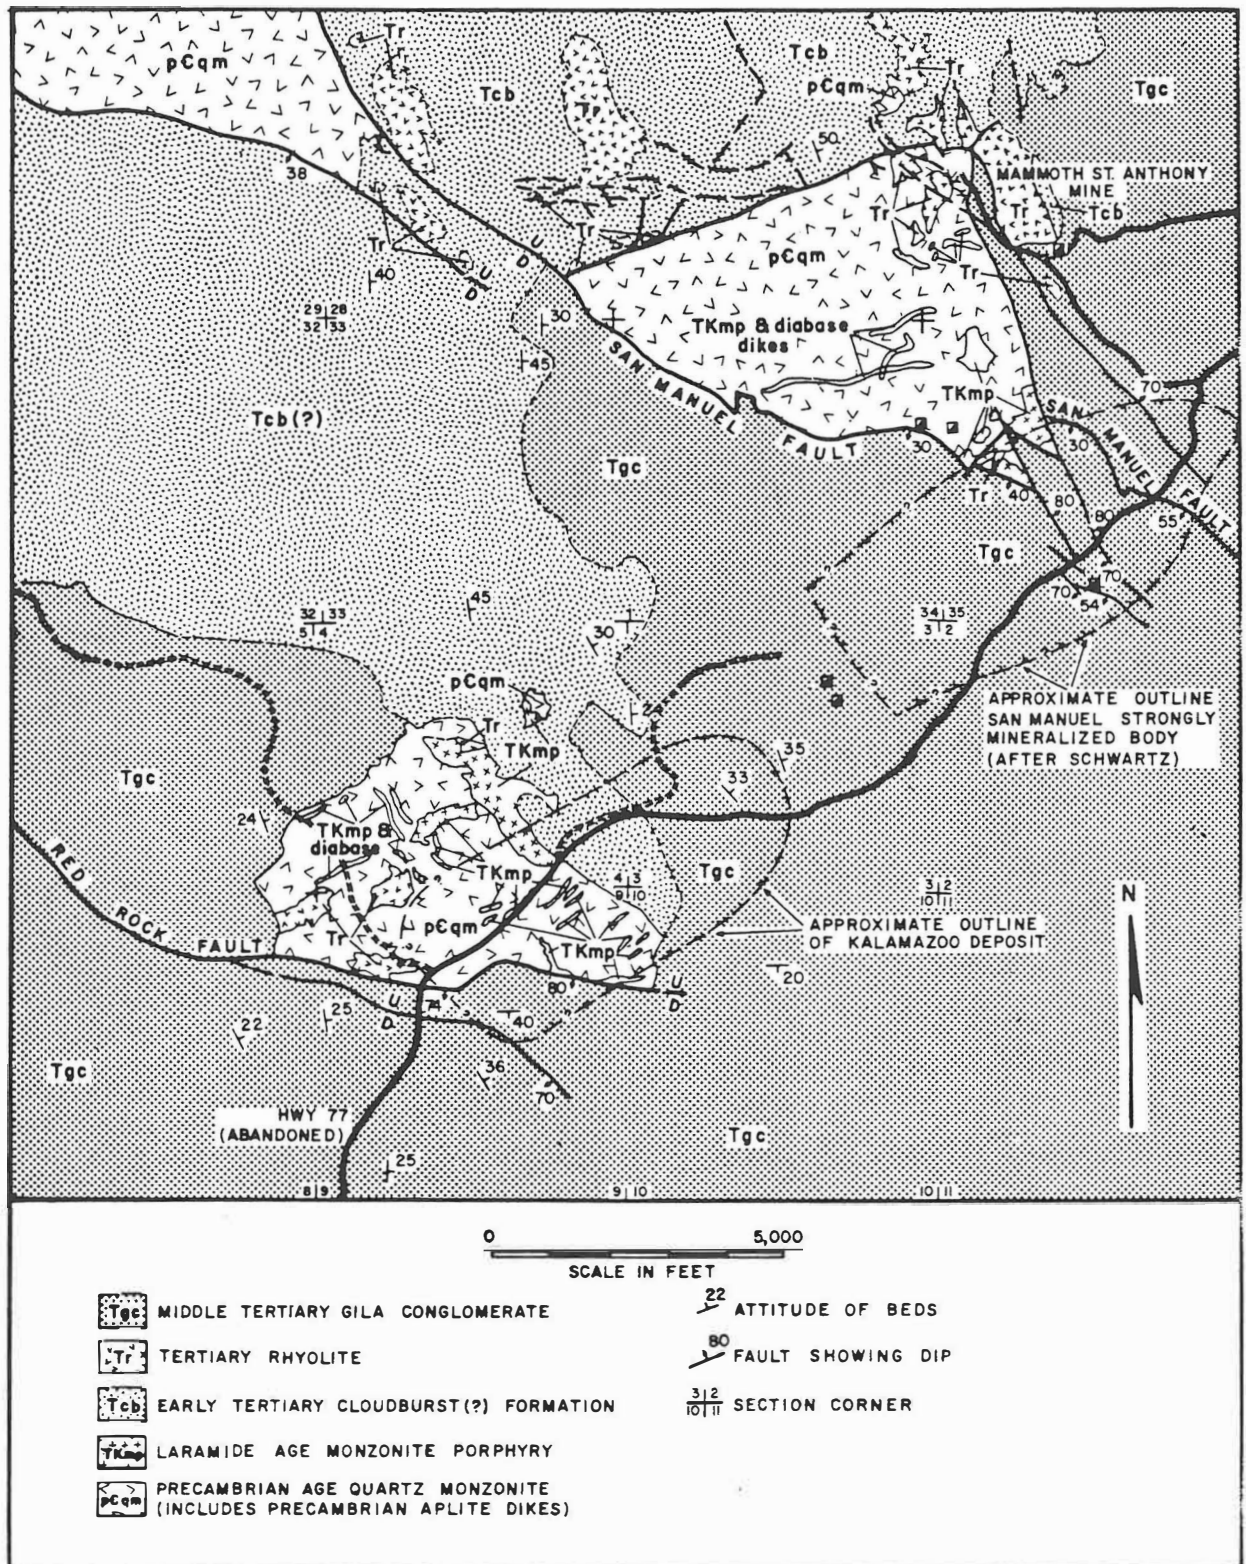 Tr
pЄqm
Tcb
Tcb
pЄqm
Tr
Tgc
Tr
50
38
MAMMOTH ST. ANTHONY
MINE
Tr
Tr
Tr
Tcb
Tr
U
D
pЄqm
Tr
U
D
40
29 28
32 33
30
TKmp & diabase
dikes
45
SAN MANUEL FAULT
70
TKmp
SAN MANUEL FAULT
Tcb(?)
30
30
Tgc
Tr
40
80
80
55
Tgc
70
70
54
45
32 33
5 4
34 35
3 2
30
pЄqm
APPROXIMATE OUTLINE
SAN MANUEL STRONGLY
MINERALIZED BODY
(AFTER SCHWARTZ)
Tr
TKmp
35
Tgc
33
24
TKmp &
diabase
RED ROCK FAULT
TKmp
4 3
9 10
Tgc
3 2
10 11
N
APPROXIMATE OUTLINE
OF KALAMAZOO DEPOSIT
Tr
pЄqm
TKmp
20
80
U
D
U
D
74
25
22
40
36
Tgc
70
HWY 77
(ABANDONED)
Tgc
25
8 9
9 10
10 11
0 5,000
SCALE IN FEET
Tgc MIDDLE TERTIARY GILA CONGLOMERATE
Tr TERTIARY RHYOLITE
Tcb EARLY TERTIARY CLOUDBURST(?) FORMATION
TKmp LARAMIDE AGE MONZONITE PORPHYRY
pЄqm PRECAMBRIAN AGE QUARTZ MONZONITE
(INCLUDES PRECAMBRIAN APLITE DIKES)
22 ATTITUDE OF BEDS
80 FAULT SHOWING DIP
3 2
10 11 SECTION CORNER